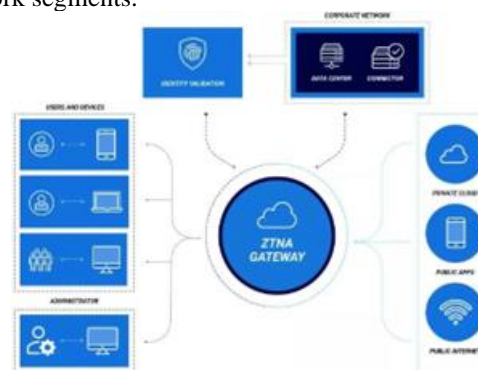 rk segments.
CORPORATE NETWORK
IDENTITY VALIDATION
DATA CENTER
CONNECTOR
USERS AND DEVICES
ZTNA
GATEWAY
PRIVATE CLOUD
PUBLIC APPS
ADMINISTRATOR
PUBLIC INTERNET